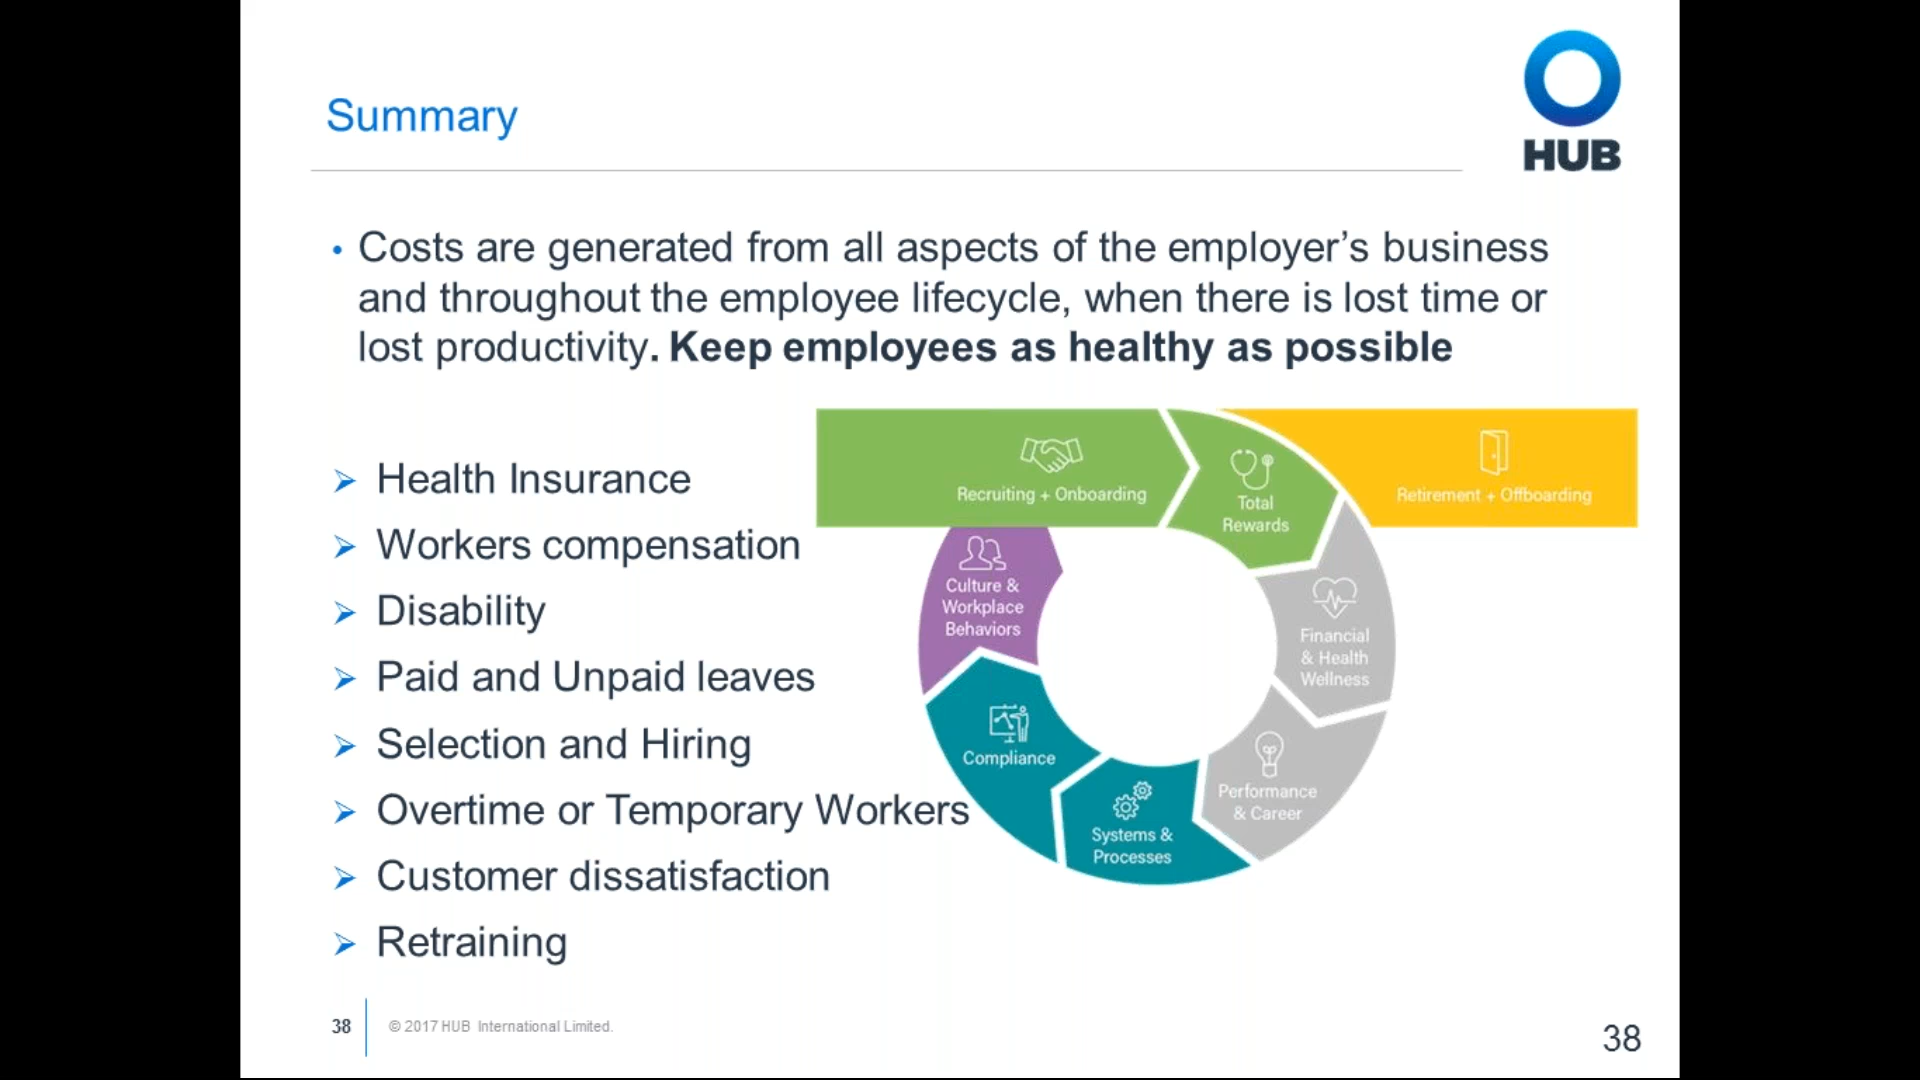 Summary
HUB
• Costs are generated from all aspects of the employer’s business
and throughout the employee lifecycle, when there is lost time or
lost productivity. Keep employees as healthy as possible
➢ Health Insurance
➢ Workers compensation
➢ Disability
➢ Paid and Unpaid leaves
➢ Selection and Hiring
➢ Overtime or Temporary Workers
➢ Customer dissatisfaction
➢ Retraining
Recruiting + Onboarding
Total
Rewards
Retirement + Offboarding
Financial
& Health
Wellness
Performance
& Career
Systems &
Processes
Compliance
Culture &
Workplace
Behaviors
38
© 2017 HUB International Limited.
38